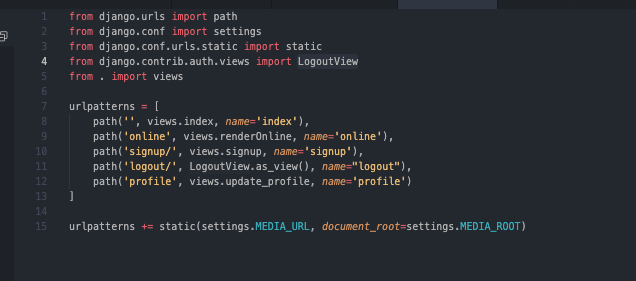 1 from django.urls import path
2 from django.conf import settings
3 from django.conf.urls.static import static
4 from django.contrib.auth.views import LogoutView
5 from . import views
6
7 urlpatterns = [
8     path('', views.index, name='index'),
9     path('online', views.renderOnline, name='online'),
10     path('signup/', views.signup, name='signup'),
11     path('logout/', LogoutView.as_view(), name="logout"),
12     path('profile', views.update_profile, name='profile')
13 ]
14
15 urlpatterns += static(settings.MEDIA_URL, document_root=settings.MEDIA_ROOT)